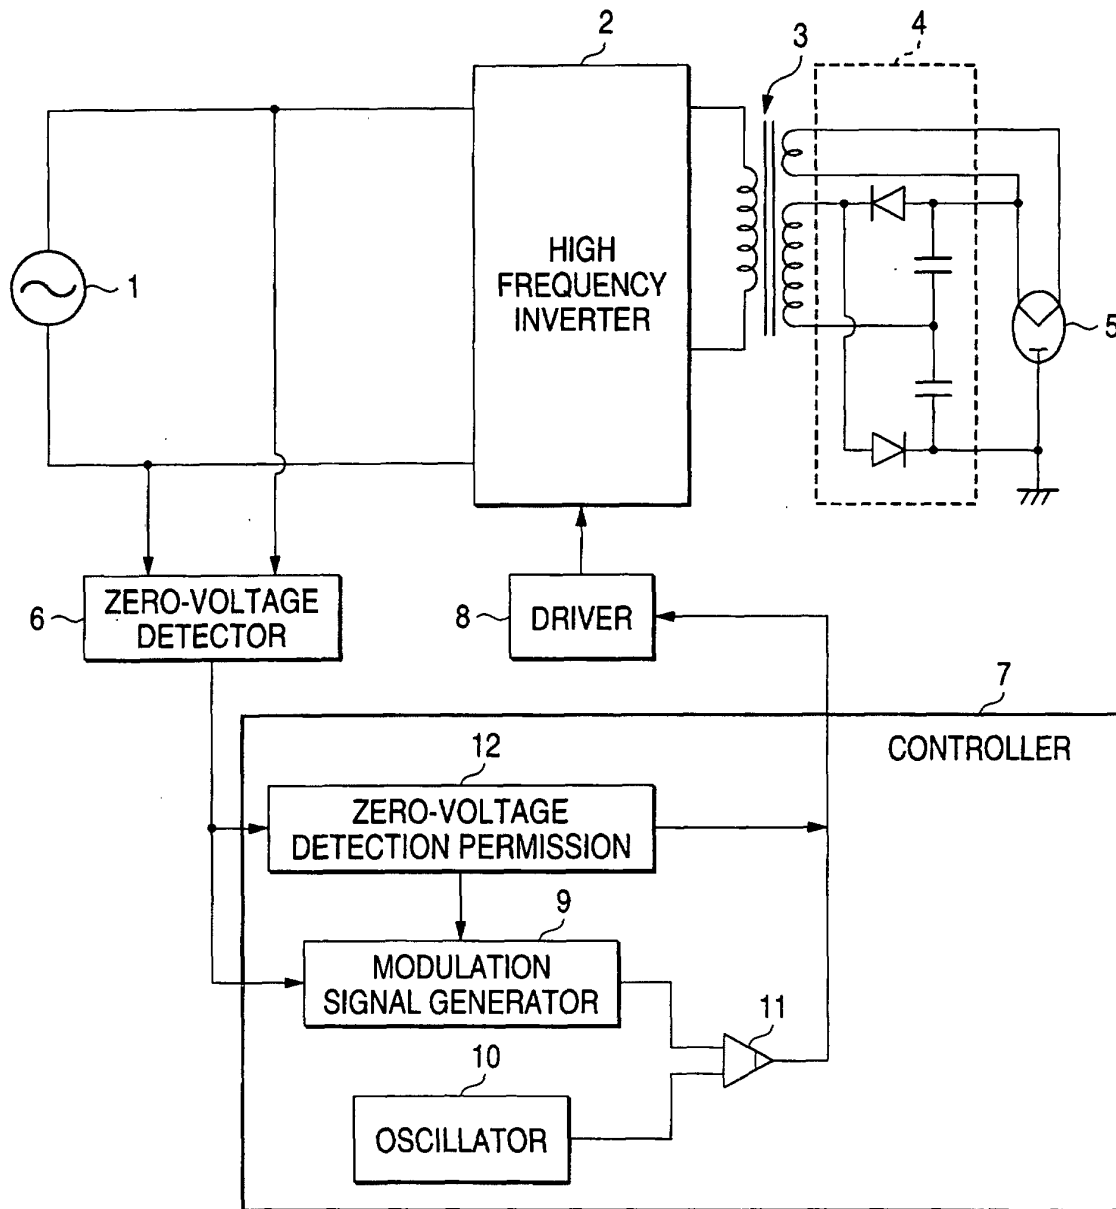 2
3
4
1
HIGH
FREQUENCY
INVERTER
5
6
ZERO-VOLTAGE
DETECTOR
8
DRIVER
7
CONTROLLER
12
ZERO-VOLTAGE
DETECTION PERMISSION
9
MODULATION
SIGNAL GENERATOR
11
10
OSCILLATOR